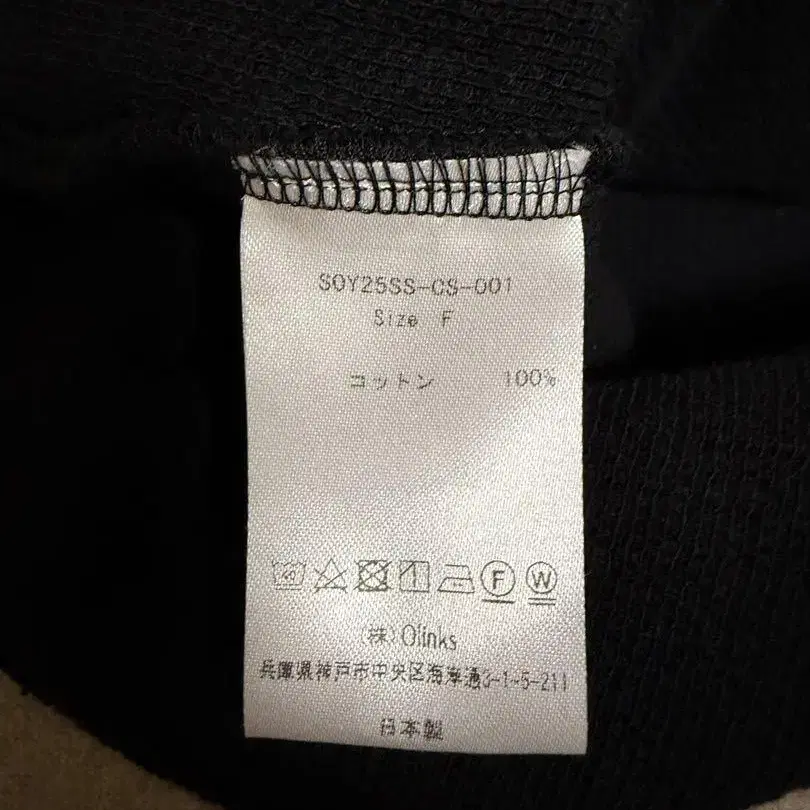 SOY25SS-CS-001
Size F
コットン 100%
40
F W
(株) Olinks
兵庫県神戸市中央区海岸通3-1-5-211
日本製